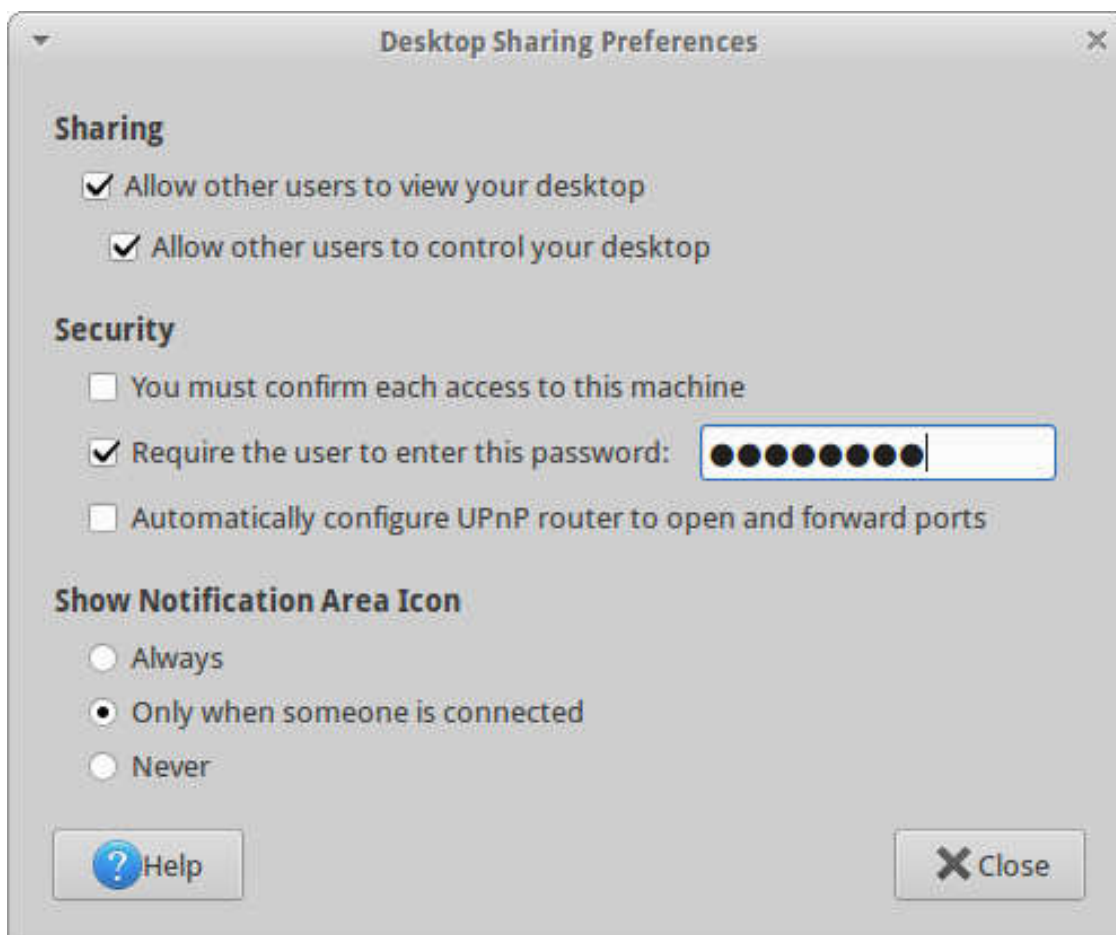 Desktop Sharing Preferences
Sharing
Allow other users to view your desktop
Allow other users to control your desktop
Security
You must confirm each access to this machine
Require the user to enter this password: ●●●●●●●●
Automatically configure UPnP router to open and forward ports
Show Notification Area Icon
Always
Only when someone is connected
Never
Help Close